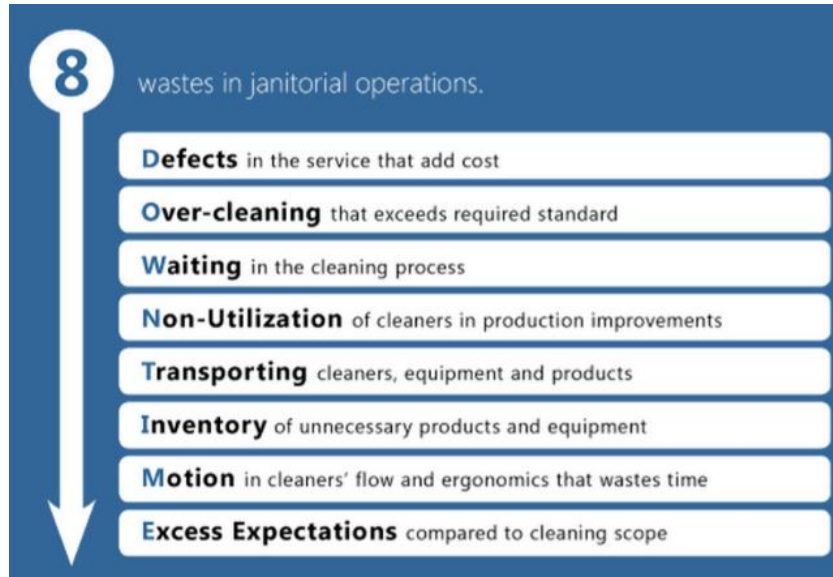 8
wastes in janitorial operations.
Defects in the service that add cost
Over-cleaning that exceeds required standard
Waiting in the cleaning process
Non-Utilization of cleaners in production improvements
Transporting cleaners, equipment and products
Inventory of unnecessary products and equipment
Motion in cleaners' flow and ergonomics that wastes time
Excess Expectations compared to cleaning scope